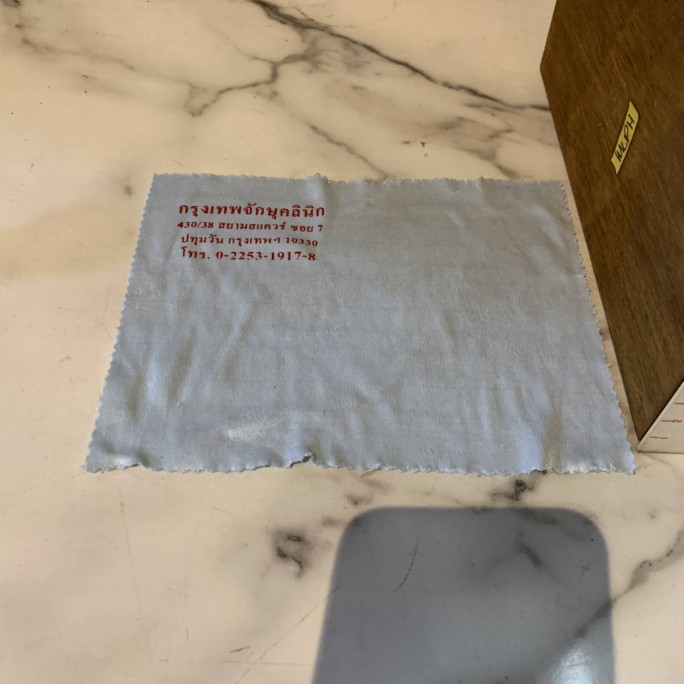 กรุงเทพจักษุคลินิก
430/38 สยามสแควร์ ซอย 7
ปทุมวัน กรุงเทพฯ 10330
โทร. 0-2253-1917-8